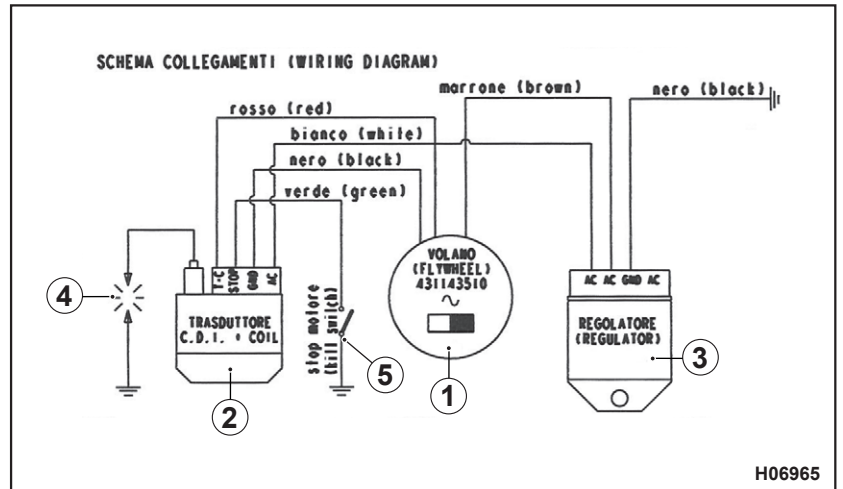 SCHEMA COLLEGAMENTI (WIRING DIAGRAM)
marrone (brown)
nero (black)
rosso (red)
bianco (white)
nero (black)
verde (green)
T-C STOP GND AC
TRASDUTTORE
C.D.I. + COIL
stop motore
(kill switch)
VOLANO
(FLYWHEEL)
431143510
AC AC GND AC
REGOLATORE
(REGULATOR)
4
5
1
3
2
H06965